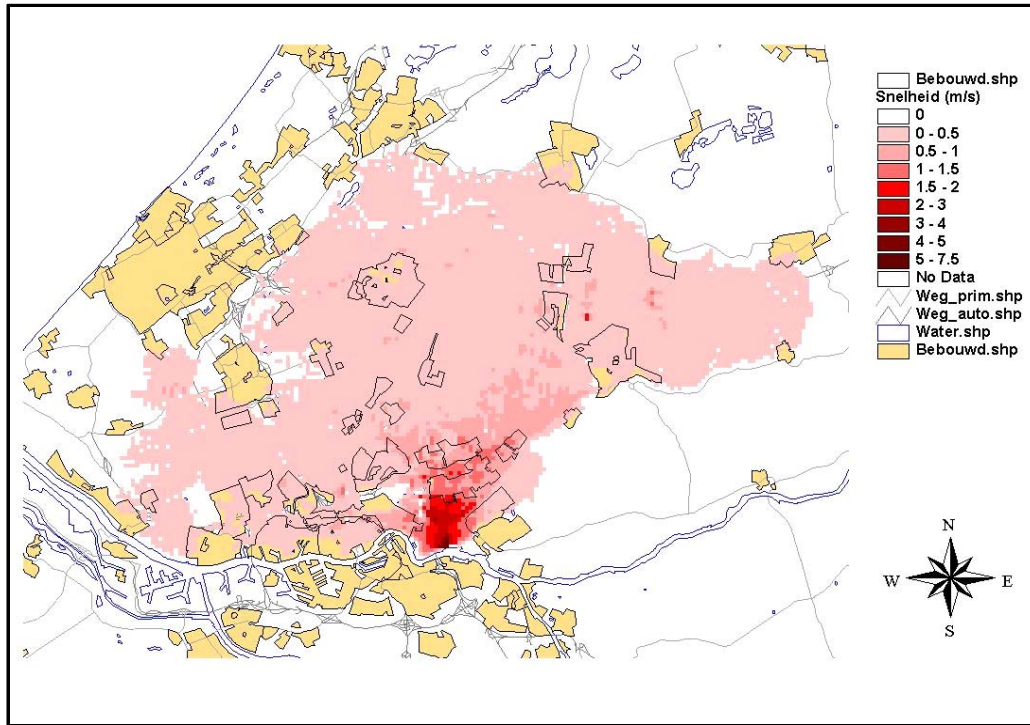 Bebouwd.shp
Snelheid (m/s)
0
0 - 0.5
0.5 - 1
1 - 1.5
1.5 - 2
2 - 3
3 - 4
4 - 5
5 - 7.5
No Data
Weg_prim.shp
Weg_auto.shp
Water.shp
Bebouwd.shp
N
W E
S